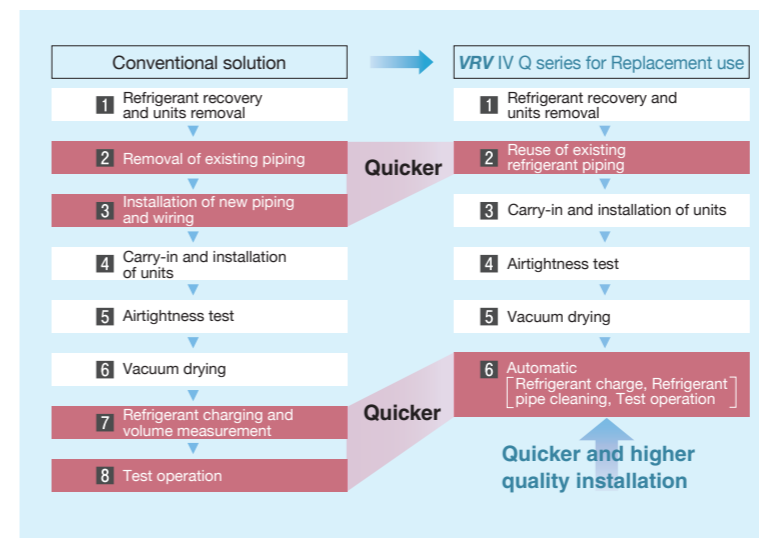 Conventional solution
1 Refrigerant recovery
and units removal
2 Removal of existing piping
3 Installation of new piping
and wiring
4 Carry-in and installation
of units
5 Airtightness test
6 Vacuum drying
7 Refrigerant charging and
volume measurement
8 Test operation
Quicker
Quicker
VRV IV Q series for Replacement use
1 Refrigerant recovery and
units removal
2 Reuse of existing
refrigerant piping
3 Carry-in and installation of units
4 Airtightness test
5 Vacuum drying
6 Automatic
[Refrigerant charge, Refrigerant
pipe cleaning, Test operation]
Quicker and higher
quality installation